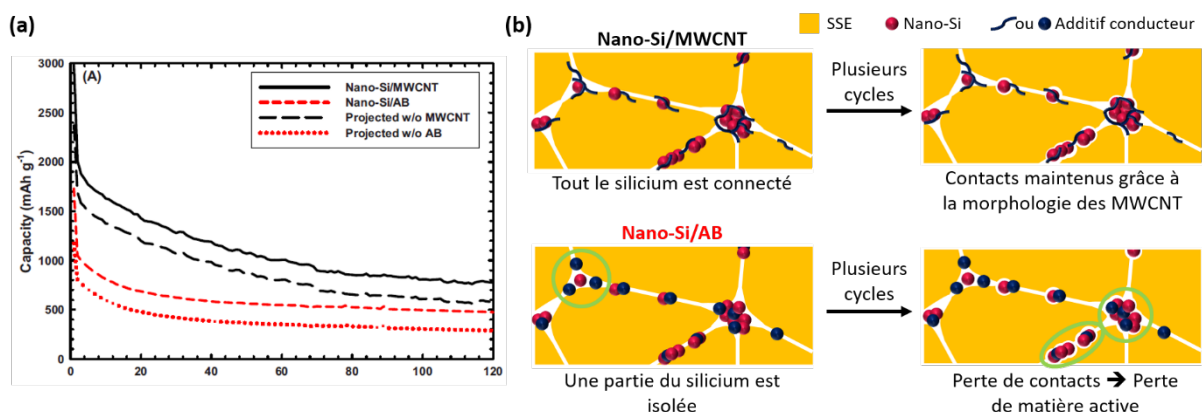 (a)
(A)
Nano-Si/MWCNT
Nano-Si/AB
Projected w/o MWCNT
Projected w/o AB
Capacity (mAh g⁻¹)
3000
2500
2000
1500
1000
500
0
0 20 40 60 80 100 120
(b)
SSE Nano-Si ou Additif conducteur
Nano-Si/MWCNT
Plusieurs
cycles
Tout le silicium est connecté
Contacts maintenus grâce à
la morphologie des MWCNT
Nano-Si/AB
Plusieurs
cycles
Une partie du silicium est
isolée
Perte de contacts ➔ Perte
de matière active